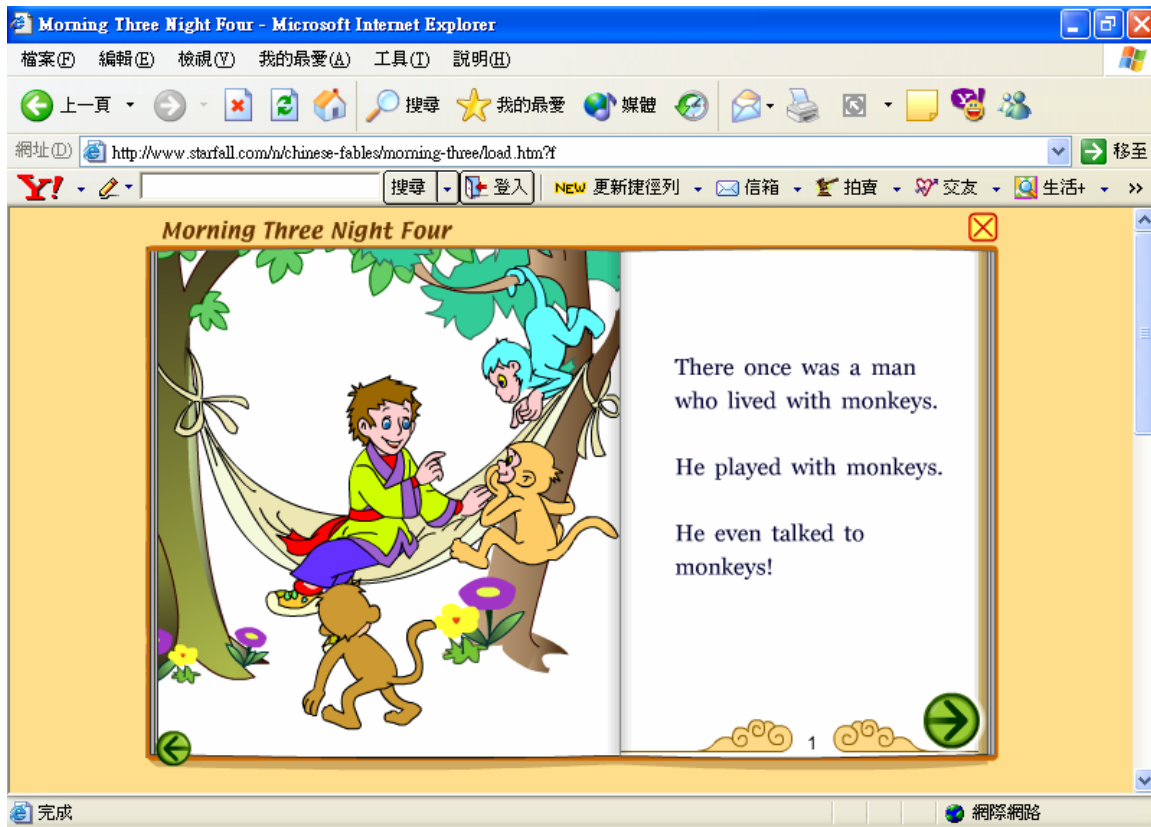 Morning Three Night Four - Microsoft Internet Explorer
檔案(F) 編輯(E) 檢視(V) 我的最愛(A) 工具(T) 說明(H)
上一頁 搜尋 我的最愛 媒體
網址(D) http://www.starfall.com/n/chinese-fables/morning-three/load.htm?f 移至
Y! 搜尋 登入 NEW 更新捷徑列 信箱 拍賣 交友 生活+ »
Morning Three Night Four
There once was a man
who lived with monkeys.
He played with monkeys.
He even talked to
monkeys!
1
完成 網際網路